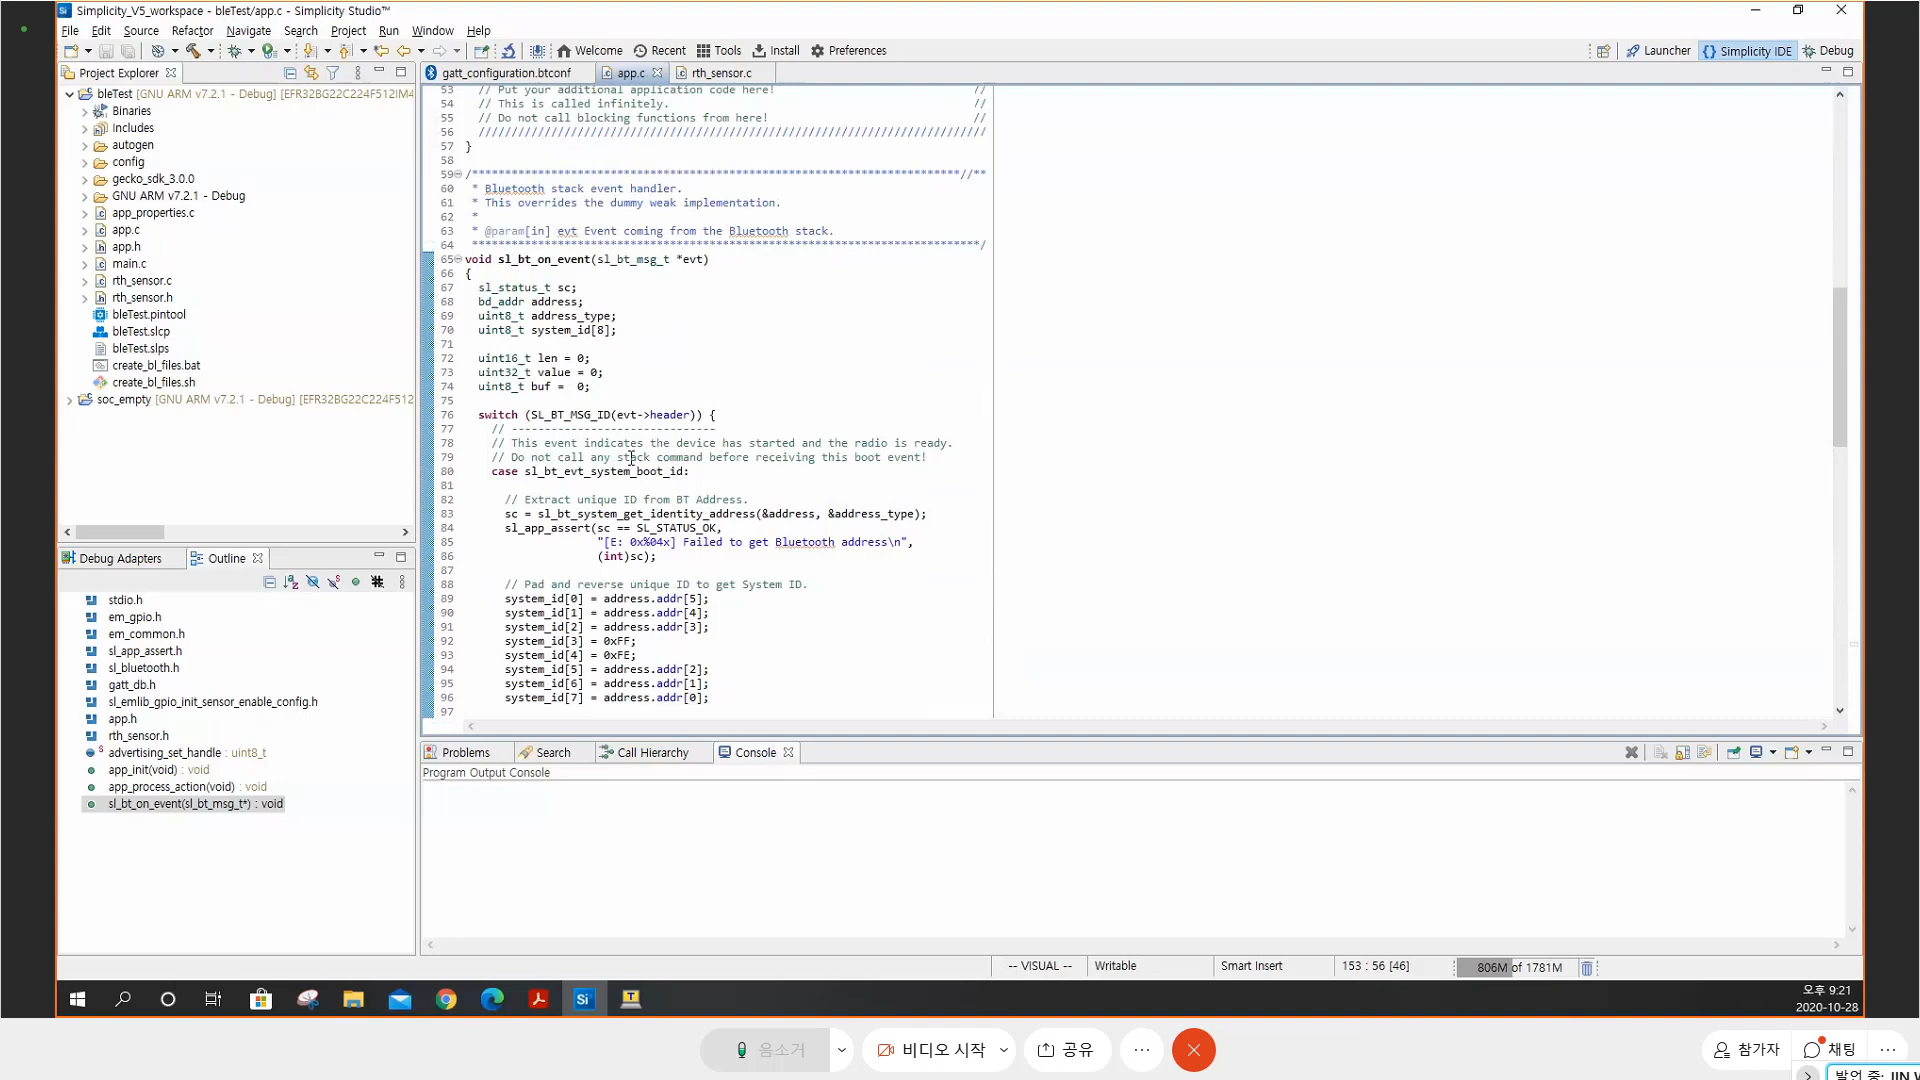 Simplicity_V5_workspace - bleTest/app.c - Simplicity Studio™
File Edit Source Refactor Navigate Search Project Run Window Help
Welcome Recent Tools Install Preferences
Launcher Simplicity IDE Debug
Project Explorer
bleTest [GNU ARM v7.2.1 - Debug] [EFR32BG22C224F512IM4
Binaries
Includes
autogen
config
gecko_sdk_3.0.0
GNU ARM v7.2.1 - Debug
app_properties.c
app.c
app.h
main.c
rth_sensor.c
rth_sensor.h
bleTest.pintool
bleTest.slcp
bleTest.slps
create_bl_files.bat
create_bl_files.sh
soc_empty [GNU ARM v7.2.1 - Debug] [EFR32BG22C224F512
Debug Adapters Outline
stdio.h
em_gpio.h
em_common.h
sl_app_assert.h
sl_bluetooth.h
gatt_db.h
sl_emlib_gpio_init_sensor_enable_config.h
app.h
rth_sensor.h
advertising_set_handle : uint8_t
app_init(void) : void
app_process_action(void) : void
sl_bt_on_event(sl_bt_msg_t*) : void
gatt_configuration.btconf app.c rth_sensor.c
53 // Put your additional application code here! //
54 // This is called infinitely. //
55 // Do not call blocking functions from here! //
56 /////////////////////////////////////////////////////////////////////////////
57 }
58
59 /**************************************************************************//**
60 * Bluetooth stack event handler.
61 * This overrides the dummy weak implementation.
62 *
63 * @param[in] evt Event coming from the Bluetooth stack.
64 *****************************************************************************/
65 void sl_bt_on_event(sl_bt_msg_t *evt)
66 {
67 sl_status_t sc;
68 bd_addr address;
69 uint8_t address_type;
70 uint8_t system_id[8];
71
72 uint16_t len = 0;
73 uint32_t value = 0;
74 uint8_t buf = 0;
75
76 switch (SL_BT_MSG_ID(evt->header)) {
77 // -------------------------------
78 // This event indicates the device has started and the radio is ready.
79 // Do not call any stack command before receiving this boot event!
80 case sl_bt_evt_system_boot_id:
81
82 // Extract unique ID from BT Address.
83 sc = sl_bt_system_get_identity_address(&address, &address_type);
84 sl_app_assert(sc == SL_STATUS_OK,
85 "[E: 0x%04x] Failed to get Bluetooth address\n",
86 (int)sc);
87
88 // Pad and reverse unique ID to get System ID.
89 system_id[0] = address.addr[5];
90 system_id[1] = address.addr[4];
91 system_id[2] = address.addr[3];
92 system_id[3] = 0xFF;
93 system_id[4] = 0xFE;
94 system_id[5] = address.addr[2];
95 system_id[6] = address.addr[1];
96 system_id[7] = address.addr[0];
97
Problems Search Call Hierarchy Console
Program Output Console
-- VISUAL -- Writable Smart Insert 153 : 56 [46] 806M of 1781M
오후 9:21
2020-10-28
음소거 비디오 시작 공유 참가자 채팅
발언 중: JIN